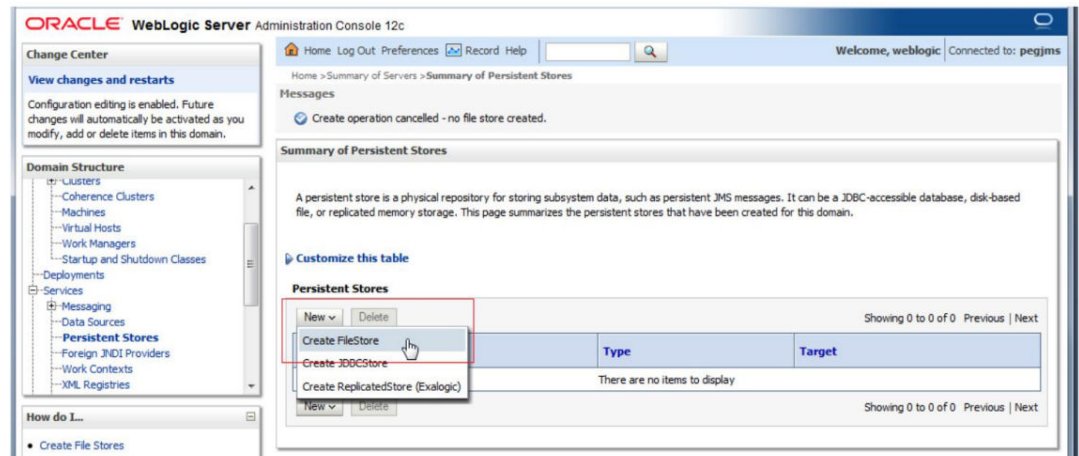 ORACLE WebLogic Server Administration Console 12c
Change Center
View changes and restarts
Configuration editing is enabled. Future
changes will automatically be activated as you
modify, add or delete items in this domain.
Domain Structure
Clusters
Coherence Clusters
Machines
Virtual Hosts
Work Managers
Startup and Shutdown Classes
Deployments
Services
Messaging
Data Sources
Persistent Stores
Foreign JNDI Providers
Work Contexts
XML Registries
How do I...
Create File Stores
Home Log Out Preferences Record Help
Welcome, weblogic Connected to: pegjms
Home >Summary of Servers >Summary of Persistent Stores
Messages
Create operation cancelled - no file store created.
Summary of Persistent Stores
A persistent store is a physical repository for storing subsystem data, such as persistent JMS messages. It can be a JDBC-accessible database, disk-based
file, or replicated memory storage. This page summarizes the persistent stores that have been created for this domain.
Customize this table
Persistent Stores
New Delete
Showing 0 to 0 of 0 Previous | Next
Create FileStore
Create JDBCStore
Create ReplicatedStore (Exalogic)
Type Target
There are no items to display
New Delete
Showing 0 to 0 of 0 Previous | Next